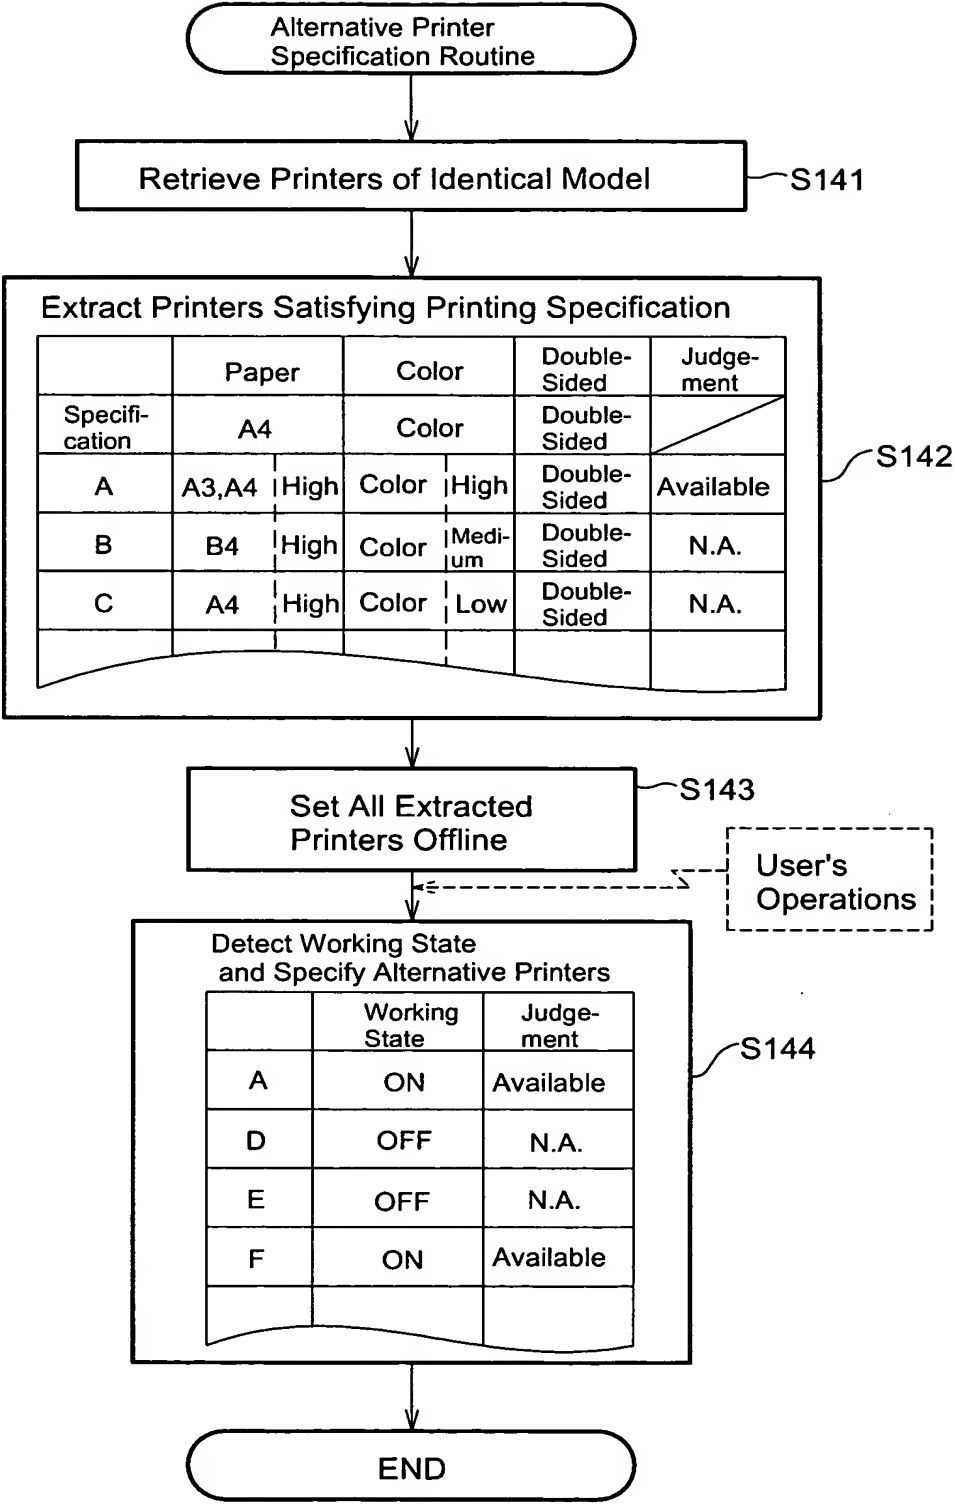 Alternative Printer
Specification Routine
Retrieve Printers of Identical Model
S141
Extract Printers Satisfying Printing Specification
Paper Color Double- Judge-
Sided ment
Specifi- A4 Color Double-
cation Sided
A A3,A4 High Color High Double- Available
Sided
B B4 High Color Medi- Double- N.A.
um Sided
C A4 High Color Low Double- N.A.
Sided
S142
Set All Extracted
Printers Offline
S143
User's
Operations
Detect Working State
and Specify Alternative Printers
Working Judge-
State ment
A ON Available
D OFF N.A.
E OFF N.A.
F ON Available
S144
END